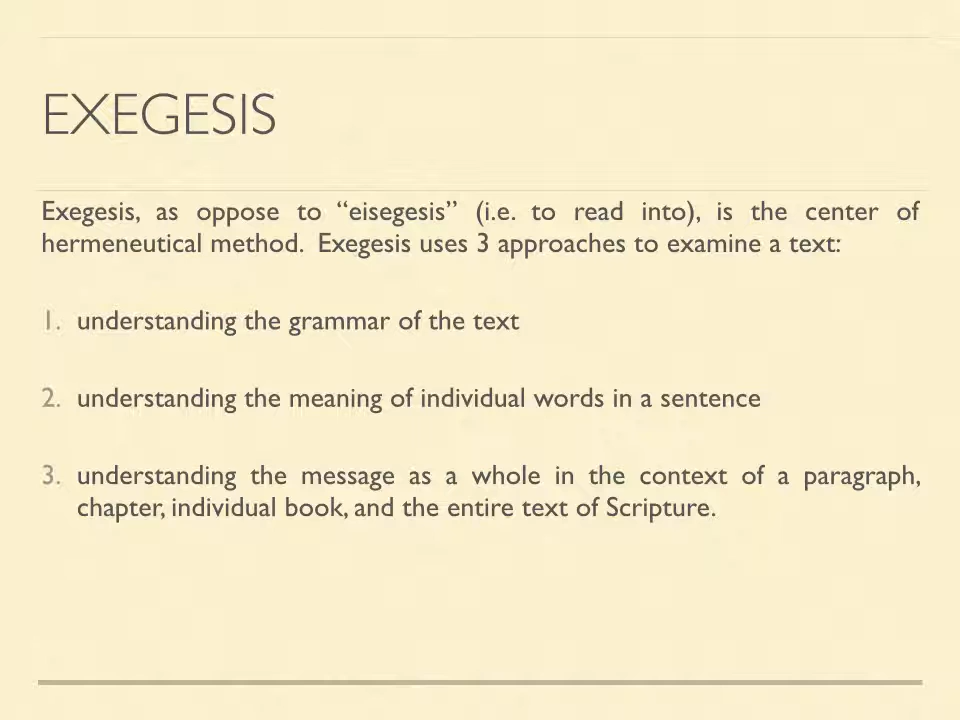 EXEGESIS
Exegesis, as oppose to “eisegesis” (i.e. to read into), is the center of
hermeneutical method.  Exegesis uses 3 approaches to examine a text:
1. understanding the grammar of the text
2. understanding the meaning of individual words in a sentence
3. understanding the message as a whole in the context of a paragraph,
chapter, individual book, and the entire text of Scripture.